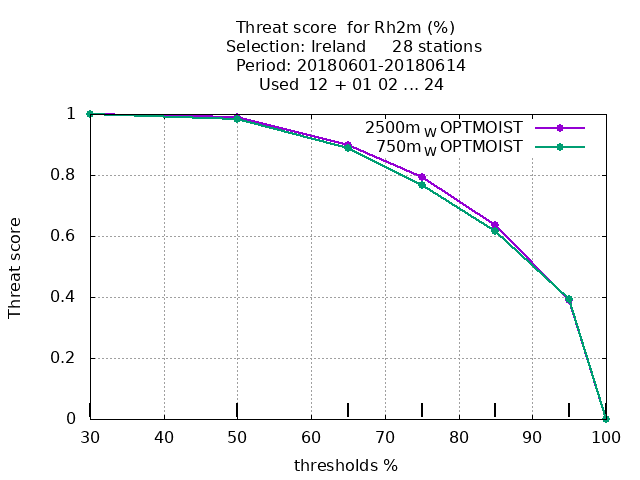 Threat score  for Rh2m (%)
Selection: Ireland     28 stations
Period: 20180601-20180614
Used  12 + 01 02 ... 24
2500m W OPTMOIST
750m W OPTMOIST
Threat score
1
0.8
0.6
0.4
0.2
0
30 40 50 60 70 80 90 100
thresholds %